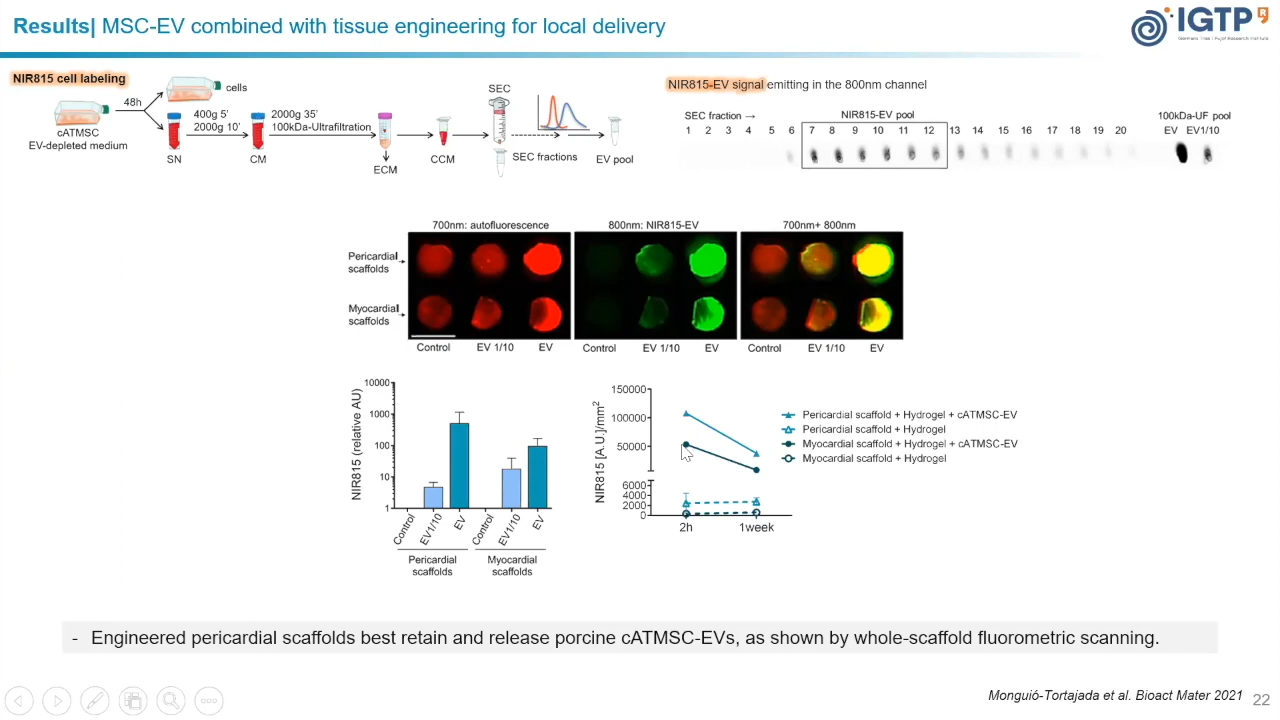 Results| MSC-EV combined with tissue engineering for local delivery
IGTP
NIR815 cell labeling
cATMSC
EV-depleted medium
48h
cells
SN
400g 5'
2000g 10'
CM
2000g 35'
100kDa-Ultrafiltration
ECM
CCM
SEC
SEC fractions
EV pool
NIR815-EV signal emitting in the 800nm channel
SEC fraction →
NIR815-EV pool
100kDa-UF pool
1 2 3 4 5 6 7 8 9 10 11 12 13 14 15 16 17 18 19 20 EV EV1/10
700nm: autofluorescence
800nm: NIR815-EV
700nm+ 800nm
Pericardial
scaffolds
Myocardial
scaffolds
Control EV 1/10 EV
Control EV 1/10 EV
Control EV 1/10 EV
NIR815 (relative AU)
10000
1000
100
10
1
Control EV1/10 EV Control EV1/10 EV
Pericardial
scaffolds
Myocardial
scaffolds
NIR815 [A.U.]/mm²
150000
100000
50000
6000
4000
2000
0
2h 1week
Pericardial scaffold + Hydrogel + cATMSC-EV
Pericardial scaffold + Hydrogel
Myocardial scaffold + Hydrogel + cATMSC-EV
Myocardial scaffold + Hydrogel
- Engineered pericardial scaffolds best retain and release porcine cATMSC-EVs, as shown by whole-scaffold fluorometric scanning.
Monguió-Tortajada et al. Bioact Mater 2021
22